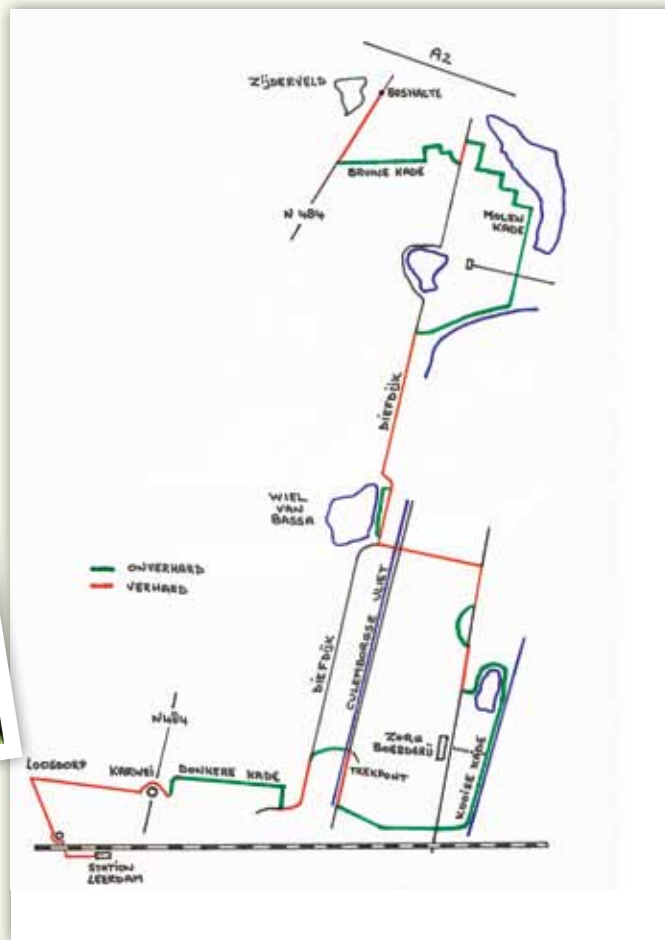 A2
ZIJDERVELD
BOSHALTE
BRUINE KADE
N 484
MOLEN
KADE
DIEFDIJK
WIEL
VAN
BASSA
ONVERHARD
VERHARD
DIEFDIJK
CULEMBORGSE VLIET
N484
ZORG
BOERDERIJ
KOOISE KADE
LOOSDORP
KARWEI
DONKERE KADE
TREKPONT
STATION
LEERDAM